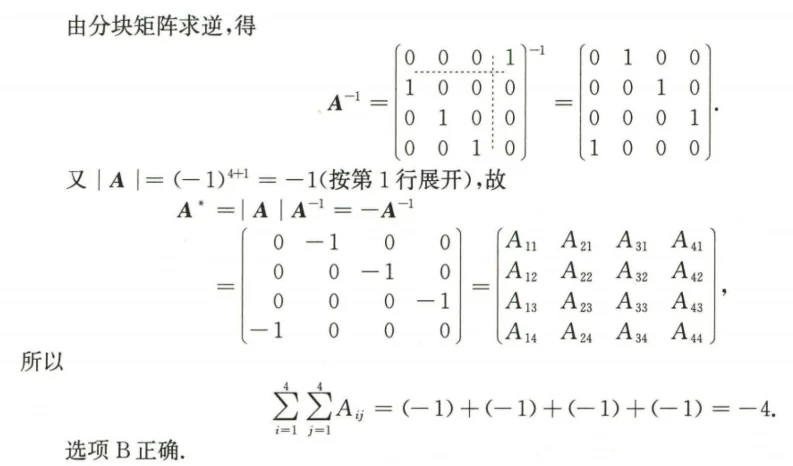 由分块矩阵求逆,得
$$\boldsymbol{A}^{-1} = \begin{pmatrix} 0 & 0 & 0 & 1 \\ 1 & 0 & 0 & 0 \\ 0 & 1 & 0 & 0 \\ 0 & 0 & 1 & 0 \end{pmatrix}^{-1} = \begin{pmatrix} 0 & 1 & 0 & 0 \\ 0 & 0 & 1 & 0 \\ 0 & 0 & 0 & 1 \\ 1 & 0 & 0 & 0 \end{pmatrix}.$$
又 $|\boldsymbol{A}| = (-1)^{4+1} = -1$(按第 1 行展开),故
$$\boldsymbol{A}^* = |\boldsymbol{A}|\boldsymbol{A}^{-1} = -\boldsymbol{A}^{-1}$$
$$= \begin{pmatrix} 0 & -1 & 0 & 0 \\ 0 & 0 & -1 & 0 \\ 0 & 0 & 0 & -1 \\ -1 & 0 & 0 & 0 \end{pmatrix} = \begin{pmatrix} A_{11} & A_{21} & A_{31} & A_{41} \\ A_{12} & A_{22} & A_{32} & A_{42} \\ A_{13} & A_{23} & A_{33} & A_{43} \\ A_{14} & A_{24} & A_{34} & A_{44} \end{pmatrix},$$
所以
$$\sum_{i=1}^{4}\sum_{j=1}^{4} A_{ij} = (-1)+(-1)+(-1)+(-1) = -4.$$
选项 B 正确.